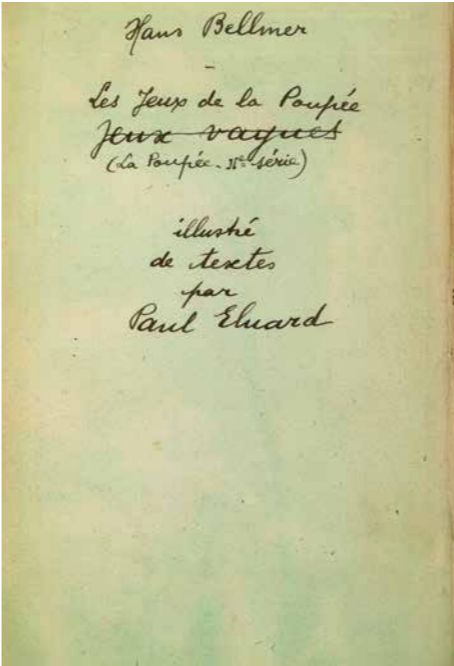 Hans Bellmer
-
Les Jeux de la Poupée
Jeux vagues
(La Poupée - IIe série)
illustré
de textes
par
Paul Eluard